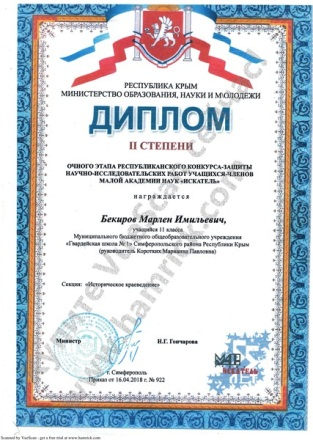 РЕСПУБЛИКА КРЫМ
МИНИСТЕРСТВО ОБРАЗОВАНИЯ, НАУКИ И МОЛОДЕЖИ
ДИПЛОМ
II СТЕПЕНИ
ОЧНОГО ЭТАПА РЕСПУБЛИКАНСКОГО КОНКУРСА-ЗАЩИТЫ
НАУЧНО-ИССЛЕДОВАТЕЛЬСКИХ РАБОТ УЧАЩИХСЯ-ЧЛЕНОВ
МАЛОЙ АКАДЕМИИ НАУК «ИСКАТЕЛЬ»
награждается
Бекиров Марлен Имильевич,
учащийся 11 класса
Муниципального бюджетного общеобразовательного учреждения
«Гвардейская школа №1» Симферопольского района Республики Крым
(руководитель Коротких Марианна Павловна)
Секция: «Историческое краеведение»
Министр Н.Г. Гончарова
МАН
ИСКАТЕЛЬ
г. Симферополь
Приказ от 16.04.2018 г. № 922
Scanned by VueScan - get a free trial at www.hamrick.com